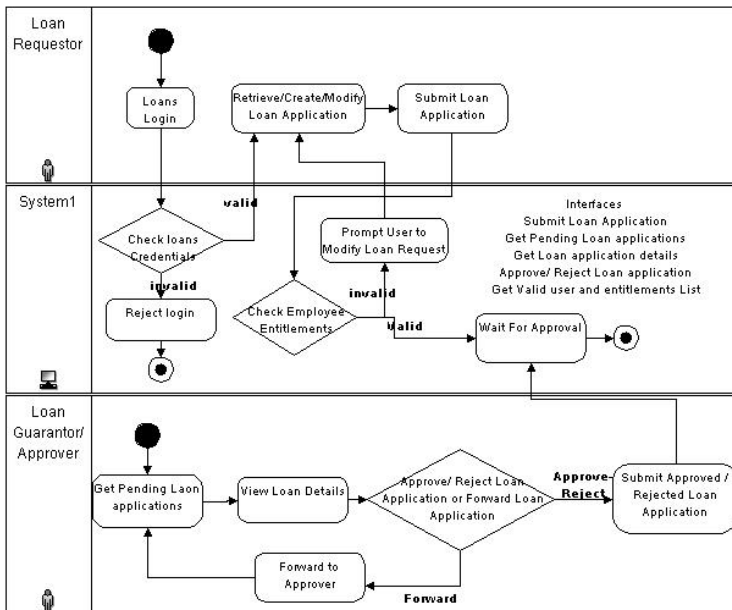 Loan
Requestor
Loans
Login
Retrieve/Create/Modify
Loan Application
Submit Loan
Application
System1
valid
Check loans
Credentials
invalid
Reject login
Prompt User to
Modify Loan Request
Check Employee
Entitlements
invalid
Valid
Interfaces
Submit Loan Application
Get Pending Loan applications
Get Loan application details
Approve/ Reject Loan application
Get Valid user and entitlements List
Wait For Approval
Loan
Guarantor/
Approver
Get Pending Laon
applications
View Loan Details
Approve/ Reject Loan
Application or Forward Loan
Application
Approve-
Reject
Submit Approved /
Rejected Loan
Application
Forward to
Approver
Forward